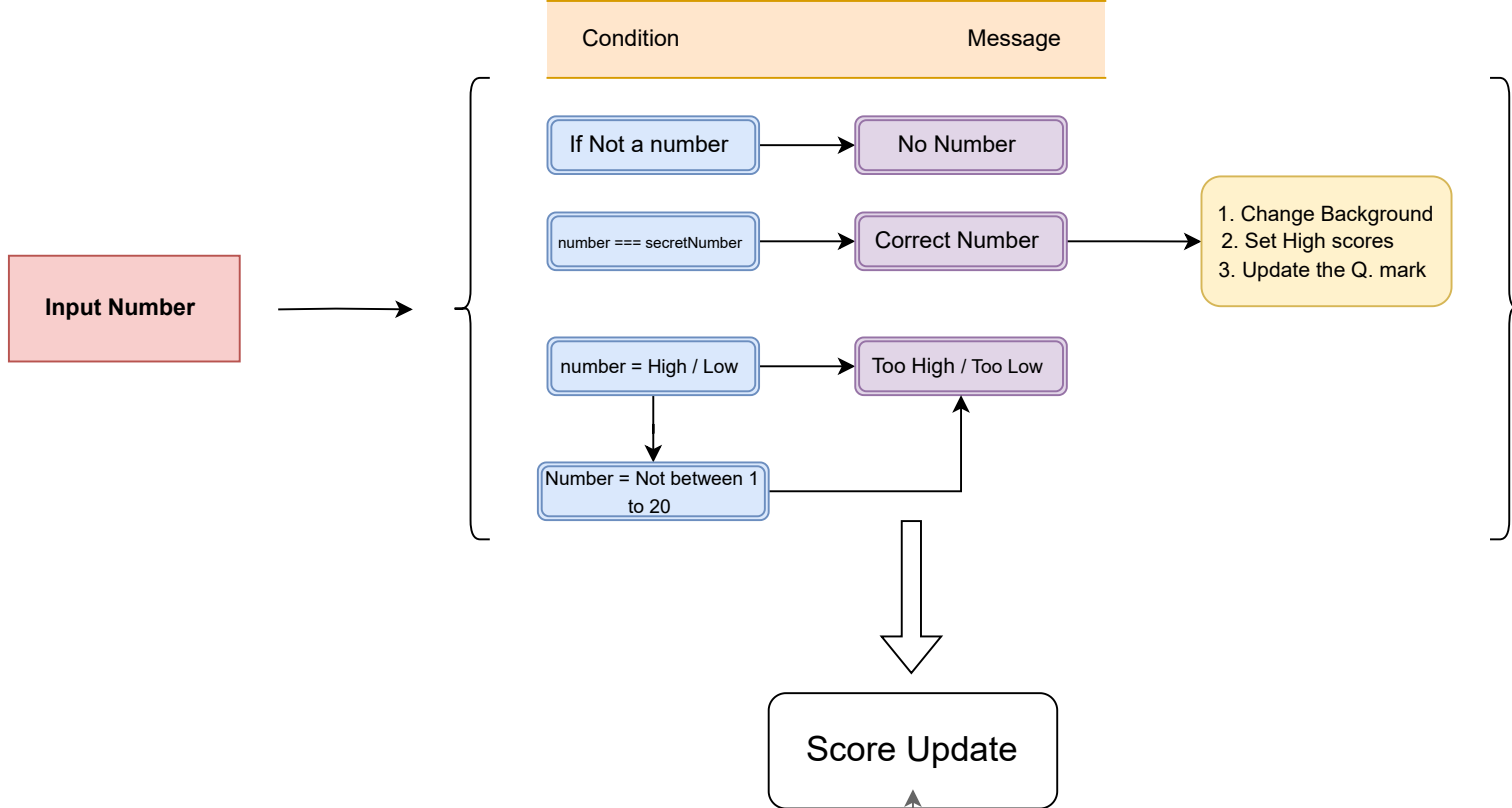 Condition Message
If Not a number No Number
number === secretNumber Correct Number
1. Change Background
2. Set High scores
3. Update the Q. mark
Input Number
number = High / Low Too High / Too Low
Number = Not between 1
to 20
Score Update